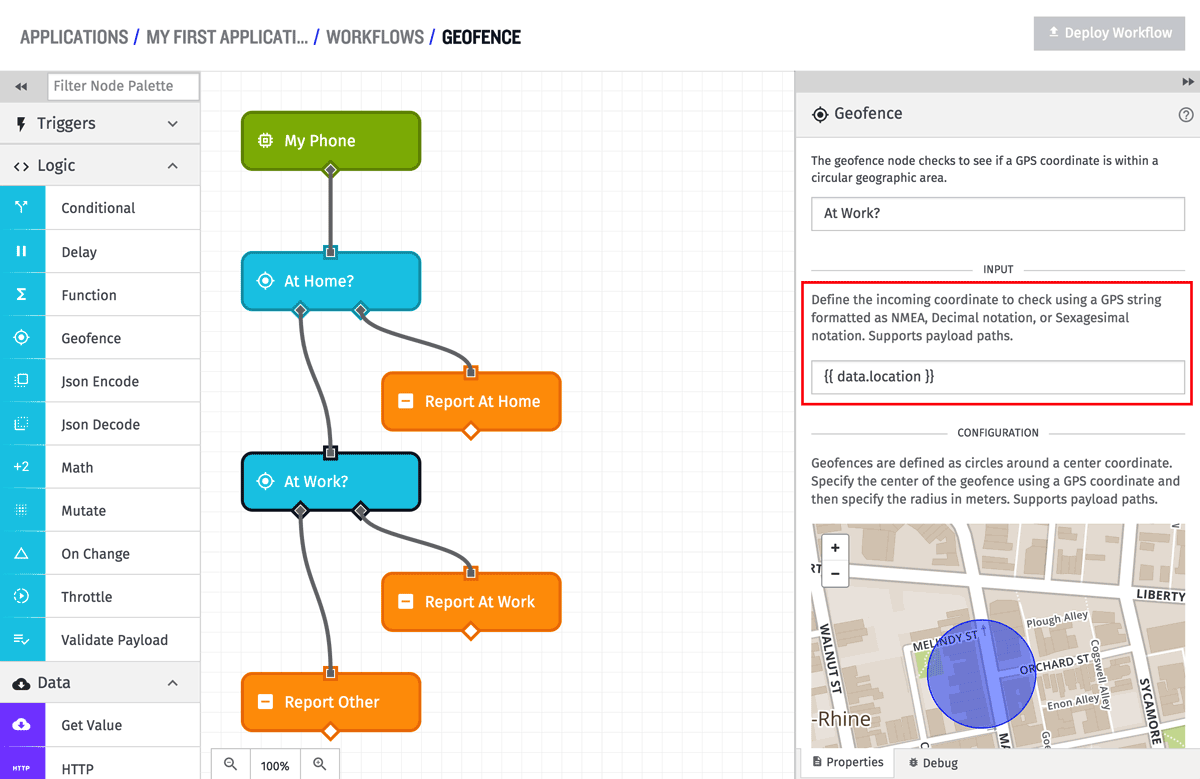 APPLICATIONS / MY FIRST APPLICATI... / WORKFLOWS / GEOFENCE
Deploy Workflow
Filter Node Palette
Triggers
Logic
Conditional
Delay
Function
Geofence
Json Encode
Json Decode
+2 Math
Mutate
On Change
Throttle
Validate Payload
Data
Get Value
HTTP HTTP
My Phone
At Home?
Report At Home
At Work?
Report At Work
Report Other
100%
Geofence
The geofence node checks to see if a GPS coordinate is within a
circular geographic area.
At Work?
INPUT
Define the incoming coordinate to check using a GPS string
formatted as NMEA, Decimal notation, or Sexagesimal
notation. Supports payload paths.
{{ data.location }}
CONFIGURATION
Geofences are defined as circles around a center coordinate.
Specify the center of the geofence using a GPS coordinate and
then specify the radius in meters. Supports payload paths.
+
−
LIBERTY
Plough Alley
MELINDY ST
WALNUT ST
ORCHARD ST
Cogswell Alley
Enon Alley
SYCAMORE
-Rhine
Properties
Debug